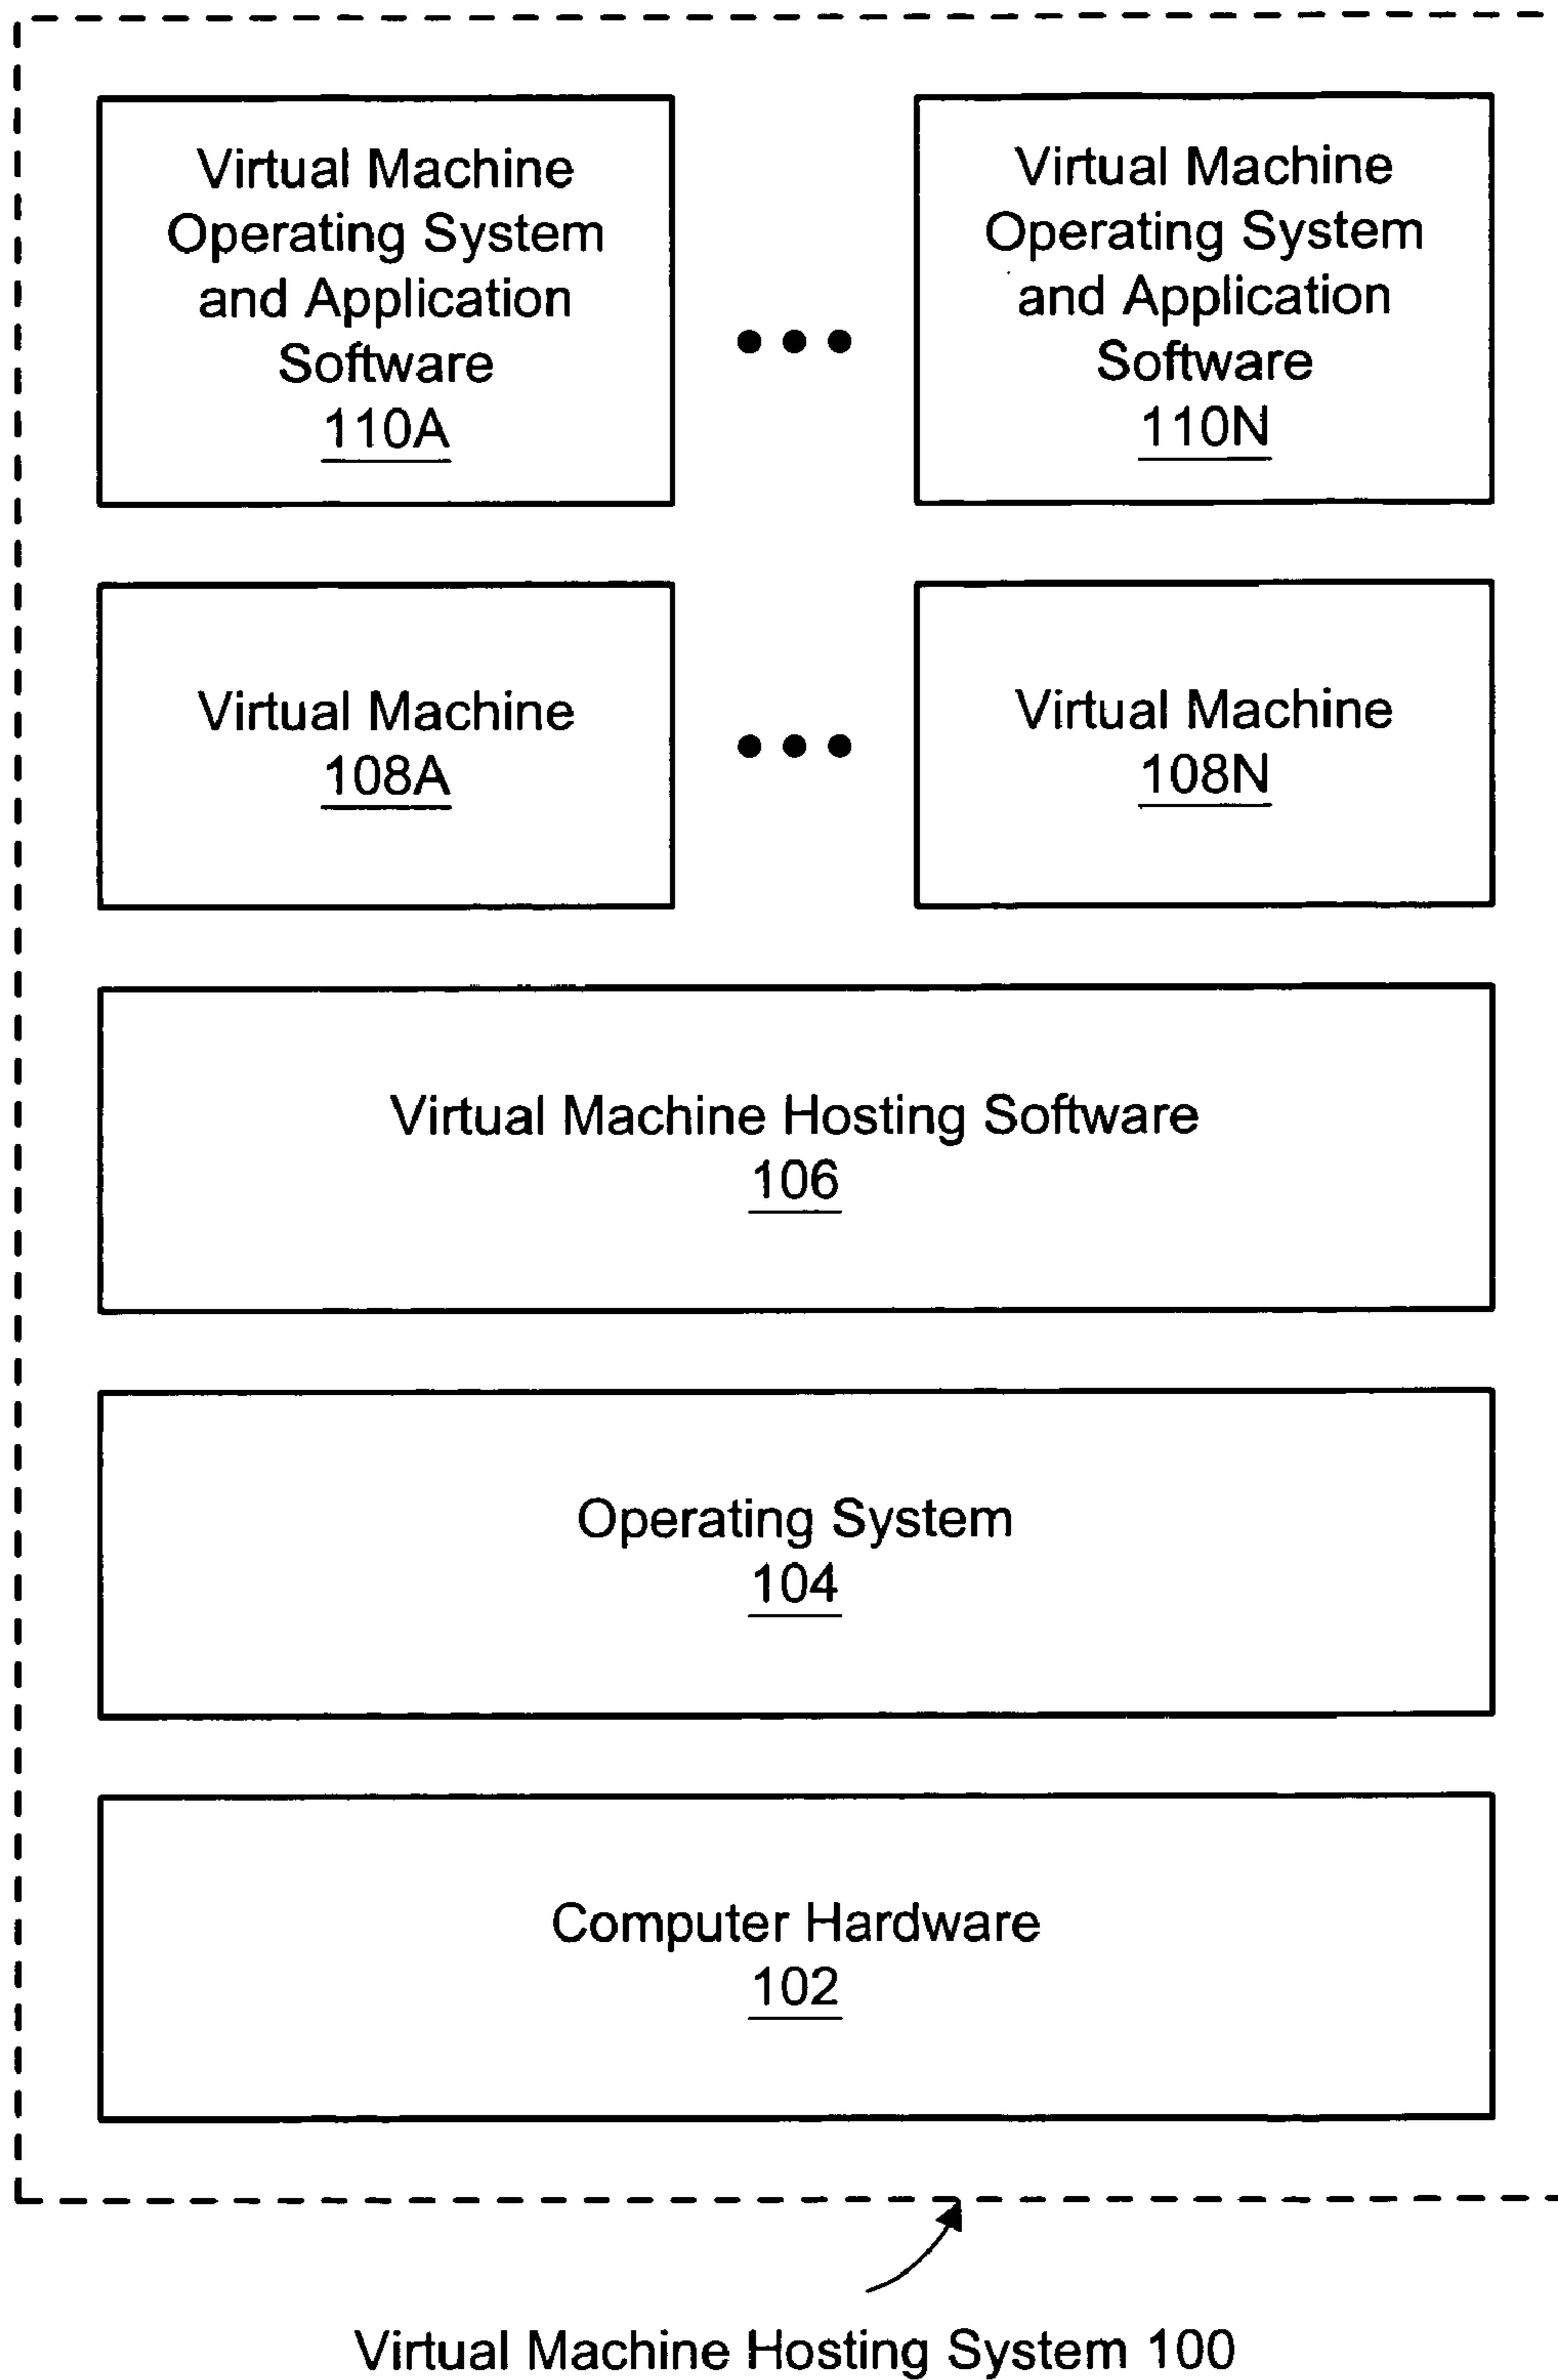 Virtual Machine
Operating System
and Application
Software
110A
Virtual Machine
Operating System
and Application
Software
110N
Virtual Machine
108A
Virtual Machine
108N
Virtual Machine Hosting Software
106
Operating System
104
Computer Hardware
102
Virtual Machine Hosting System 100